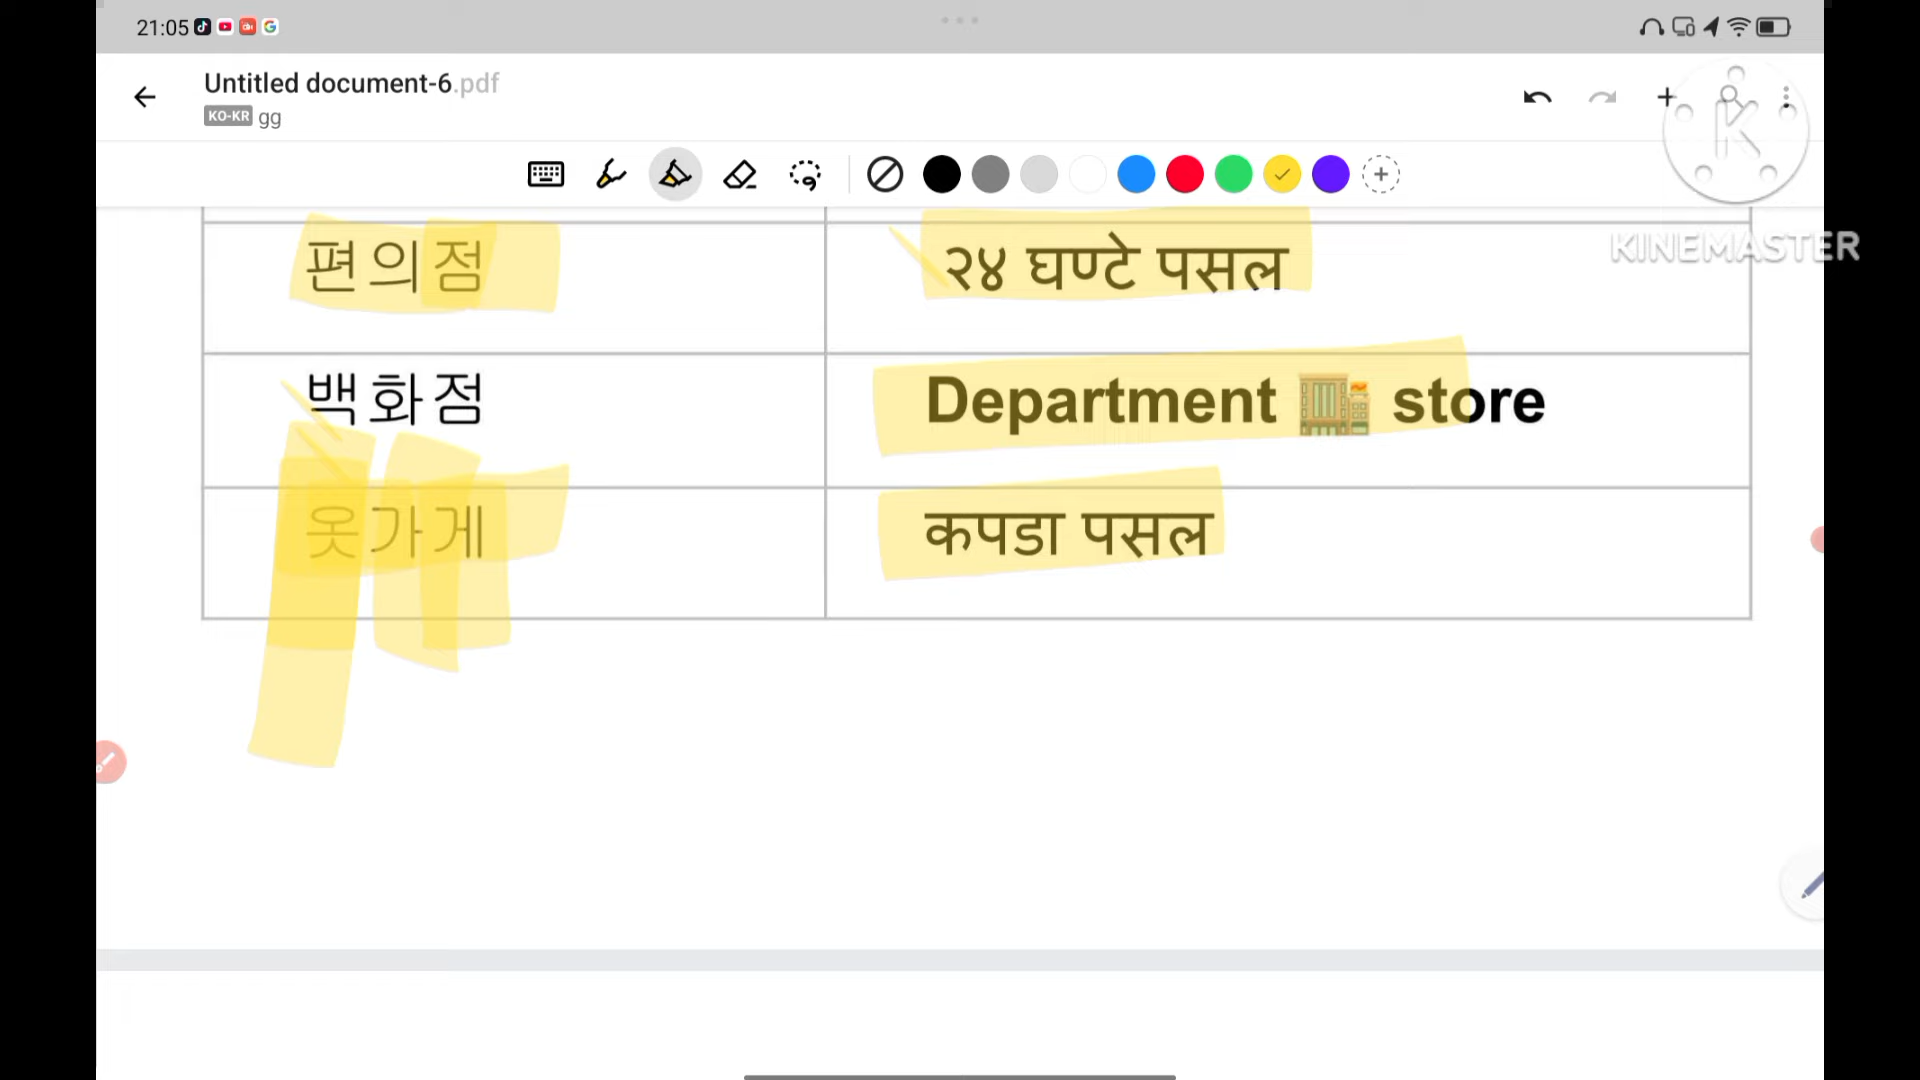 21:05
Untitled document-6.pdf
KO-KR gg
KINEMASTER
편의점 २४ घण्टे पसल
백화점 Department store
옷가게 कपडा पसल